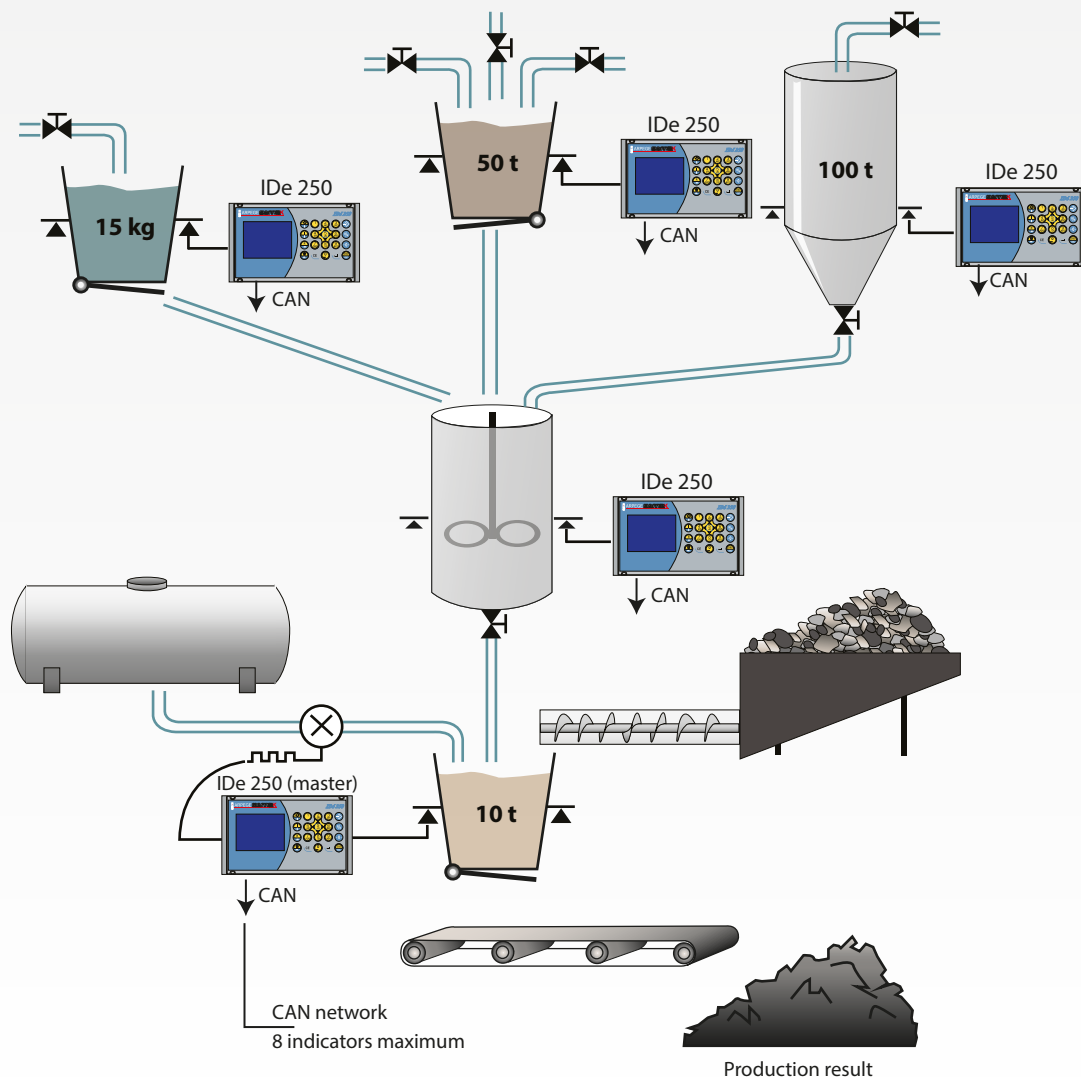 IDe 250
50 t
100 t
IDe 250
IDe 250
15 kg
CAN
CAN
CAN
IDe 250
CAN
IDe 250 (master)
10 t
CAN
CAN network
8 indicators maximum
Production result